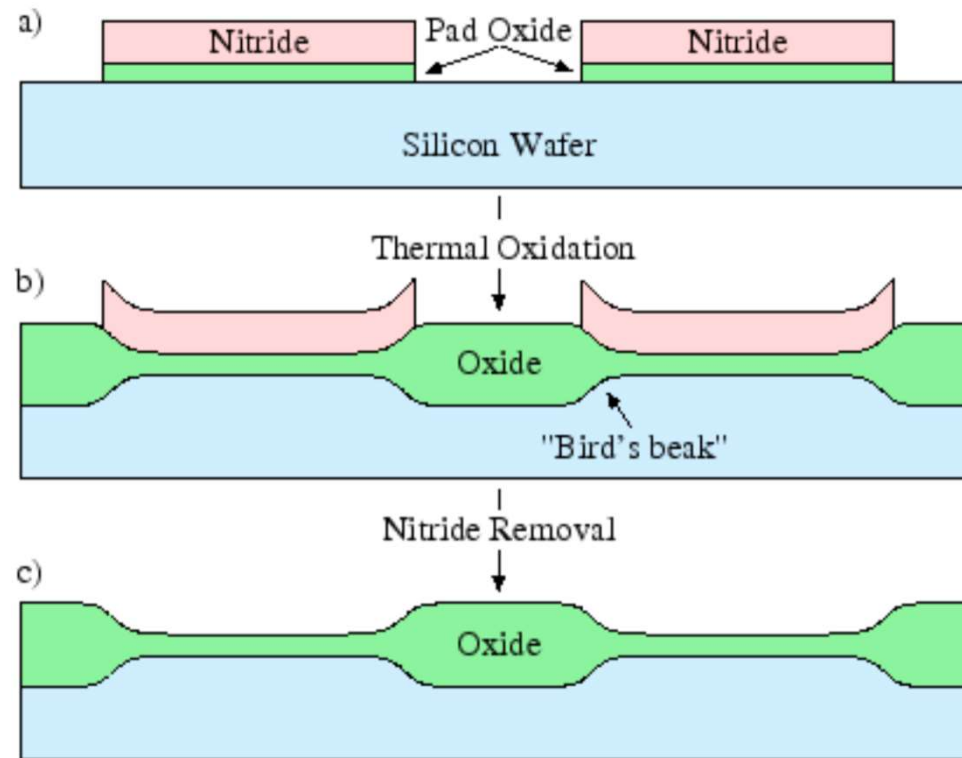 a)
Nitride
Pad Oxide
Nitride
Silicon Wafer
Thermal Oxidation
b)
Oxide
"Bird's beak"
Nitride Removal
c)
Oxide